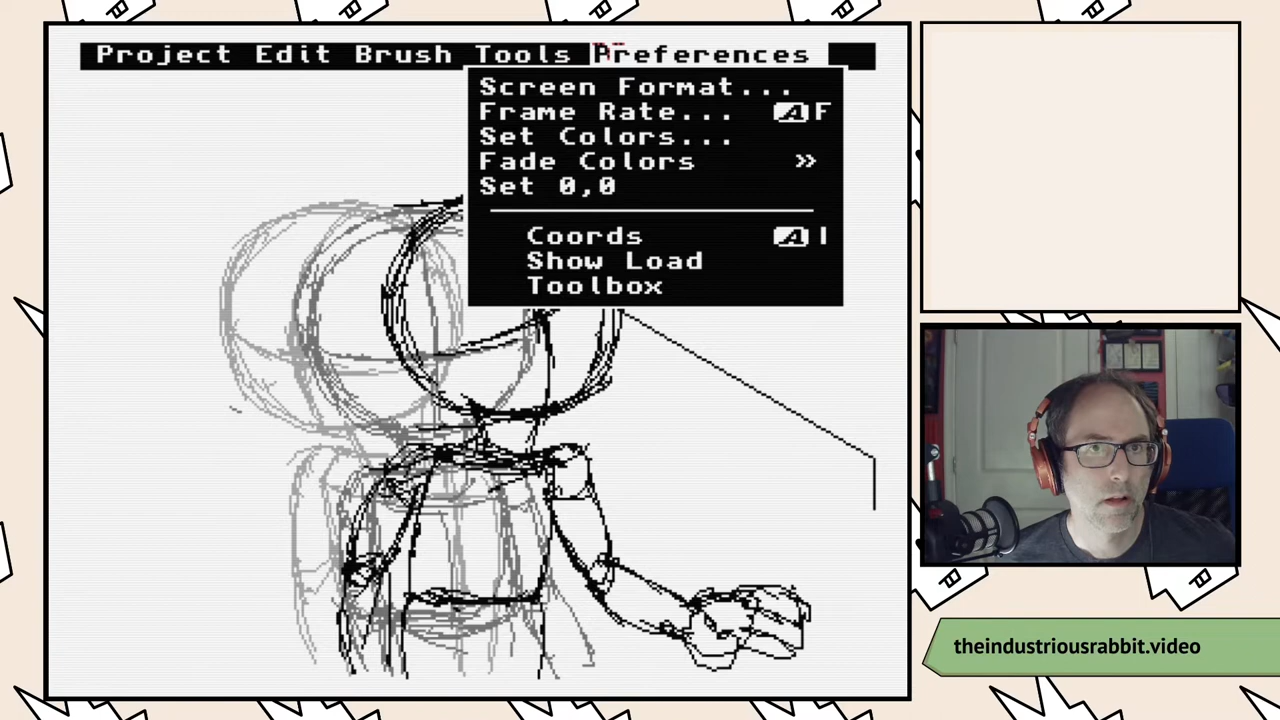 Project Edit Brush Tools Preferences
Screen Format...
Frame Rate... A F
Set Colors...
Fade Colors »
Set 0,0
Coords A I
Show Load
Toolbox
theindustriousrabbit.video